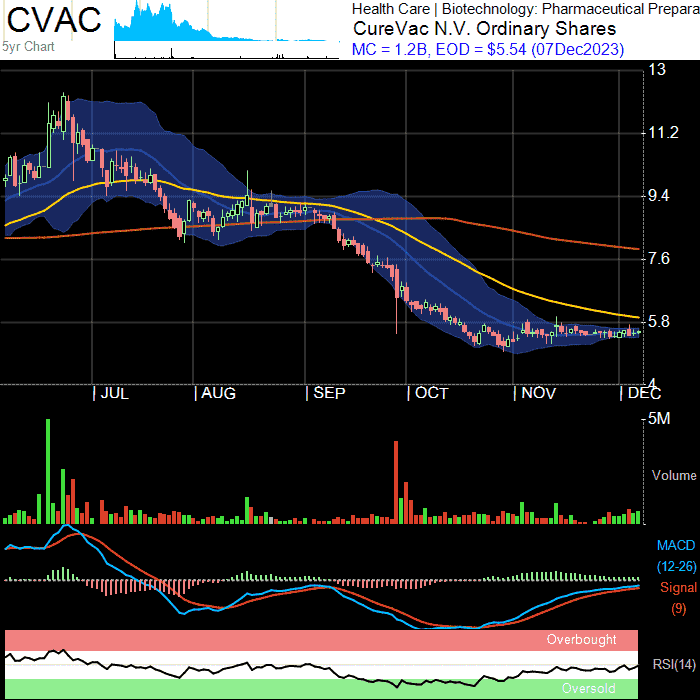 CVAC
5yr Chart
Health Care | Biotechnology: Pharmaceutical Prepara
CureVac N.V. Ordinary Shares
MC = 1.2B, EOD = $5.54 (07Dec2023)
13
11.2
9.4
7.6
5.8
4
JUL AUG SEP OCT NOV DEC
5M
Volume
MACD
(12-26)
Signal
(9)
Overbought
RSI(14)
Oversold